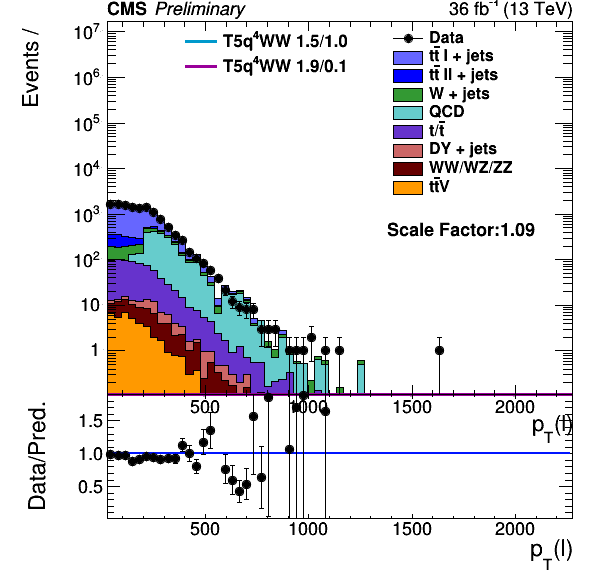 CMS Preliminary 36 fb⁻¹ (13 TeV)
Events /
10⁷
10⁶
10⁵
10⁴
10³
10²
10
1
T5q⁴WW 1.5/1.0
T5q⁴WW 1.9/0.1
Data
tt̄ l + jets
tt̄ ll + jets
W + jets
QCD
t/t̄
DY + jets
WW/WZ/ZZ
tt̄V
Scale Factor:1.09
500 1000 1500 2000
p_T(l)
Data/Pred.
1.5
1.0
0.5
500 1000 1500 2000
p_T(l)